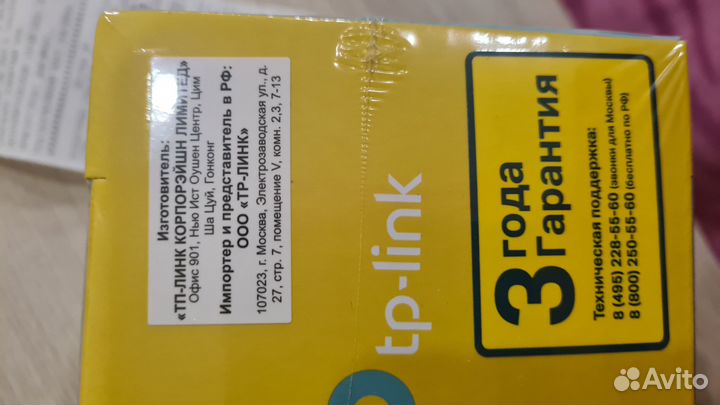 Изготовитель:
«ТП-ЛИНК КОРПОРЭЙШН ЛИМИТЕД»
Офис 901, Нью Ист Оушен Центр, Цим
Ша Цуй, Гонконг
Импортер и представитель в РФ:
ООО «ТР-ЛИНК»
107023, г. Москва, Электрозаводская ул., д.
27, стр. 7, помещение V, комн. 2,3, 7-13
tp-link
3 года
Гарантия
Техническая поддержка:
8 (495) 228-55-60 (звонки для Москвы)
8 (800) 250-55-60 (бесплатно по РФ)
Avito